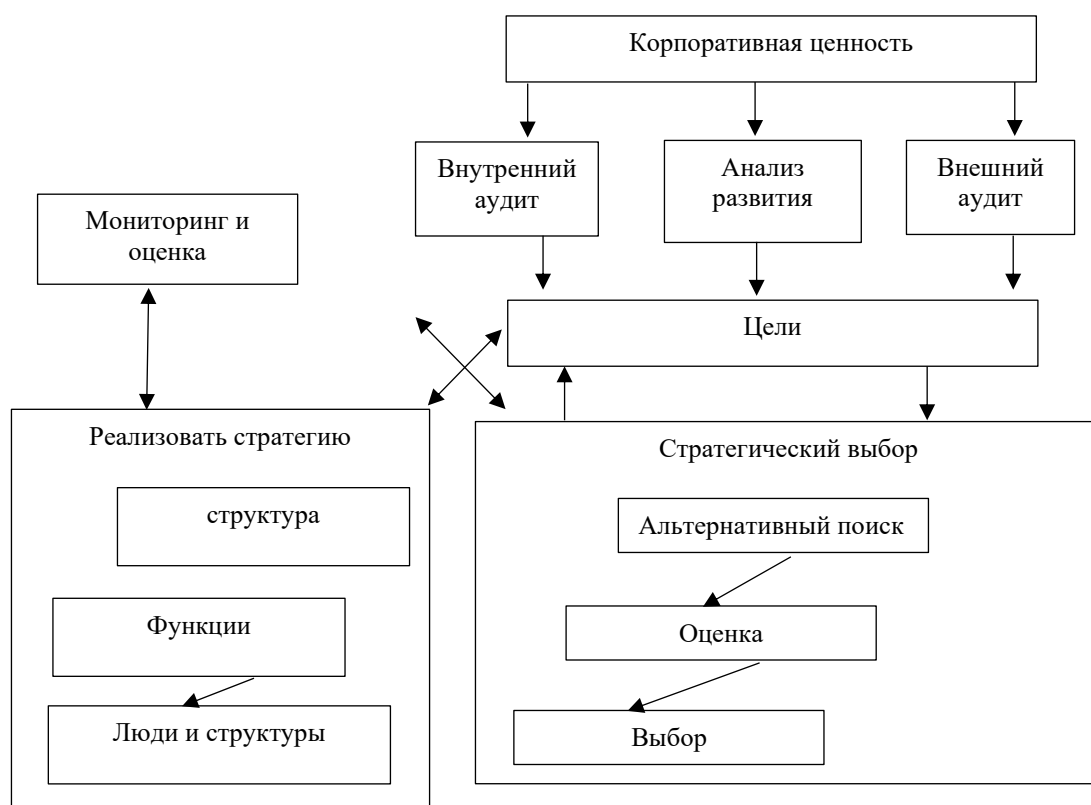 Корпоративная ценность
Внутренний
аудит
Анализ
развития
Внешний
аудит
Мониторинг и
оценка
Цели
Реализовать стратегию
структура
Функции
Люди и структуры
Стратегический выбор
Альтернативный поиск
Оценка
Выбор